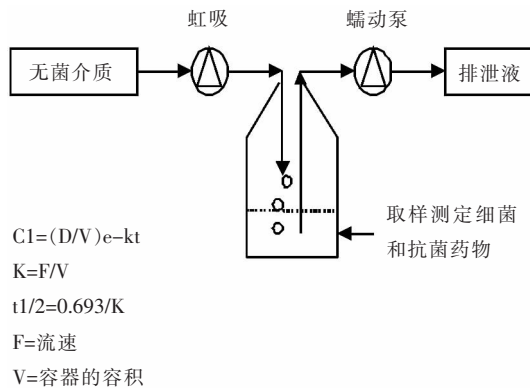 虹吸
蠕动泵
无菌介质
排泄液
取样测定细菌
和抗菌药物
C1=(D/V)e-kt
K=F/V
t1/2=0.693/K
F=流速
V=容器的容积